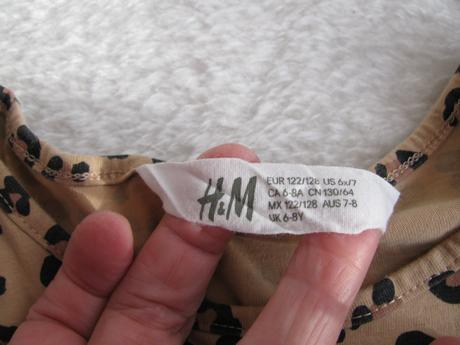 H&M
EUR 122/128 US 6x/7
CA 6-8A CN 130/64
MX 122/128 AUS 7-8
UK 6-8Y